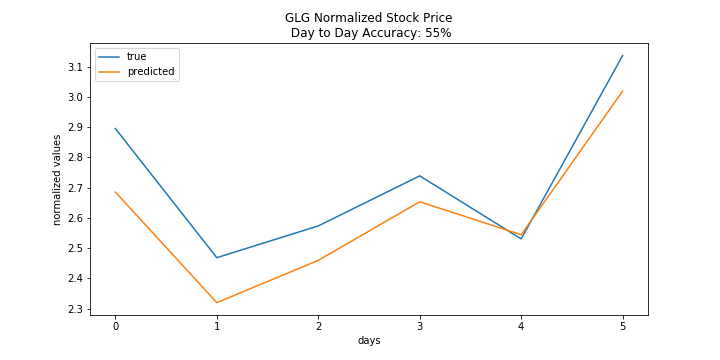 GLG Normalized Stock Price
Day to Day Accuracy: 55%
true
predicted
normalized values
3.1
3.0
2.9
2.8
2.7
2.6
2.5
2.4
2.3
0 1 2 3 4 5
days